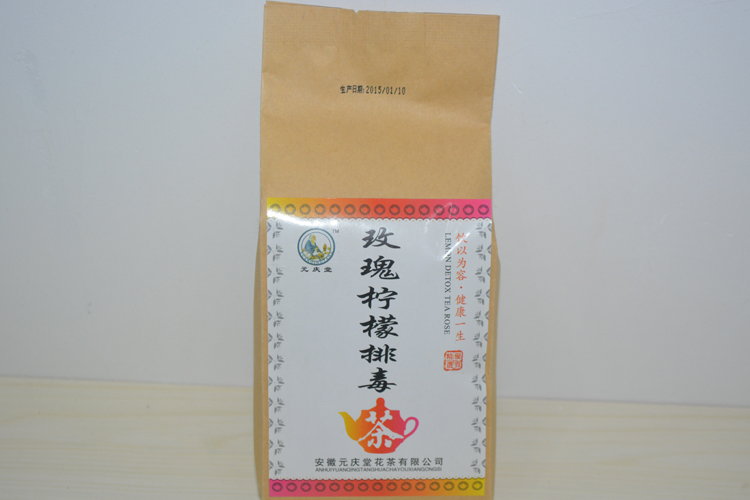 生产日期:2015/01/10
TM
元庆堂
玫瑰柠檬排毒
茶
以为容·健康一生
LEMON DETOX TEA ROSE
安徽元庆堂花茶有限公司
ANHUIYUANQINGTANGHUACHAYOUXIANGONGSI